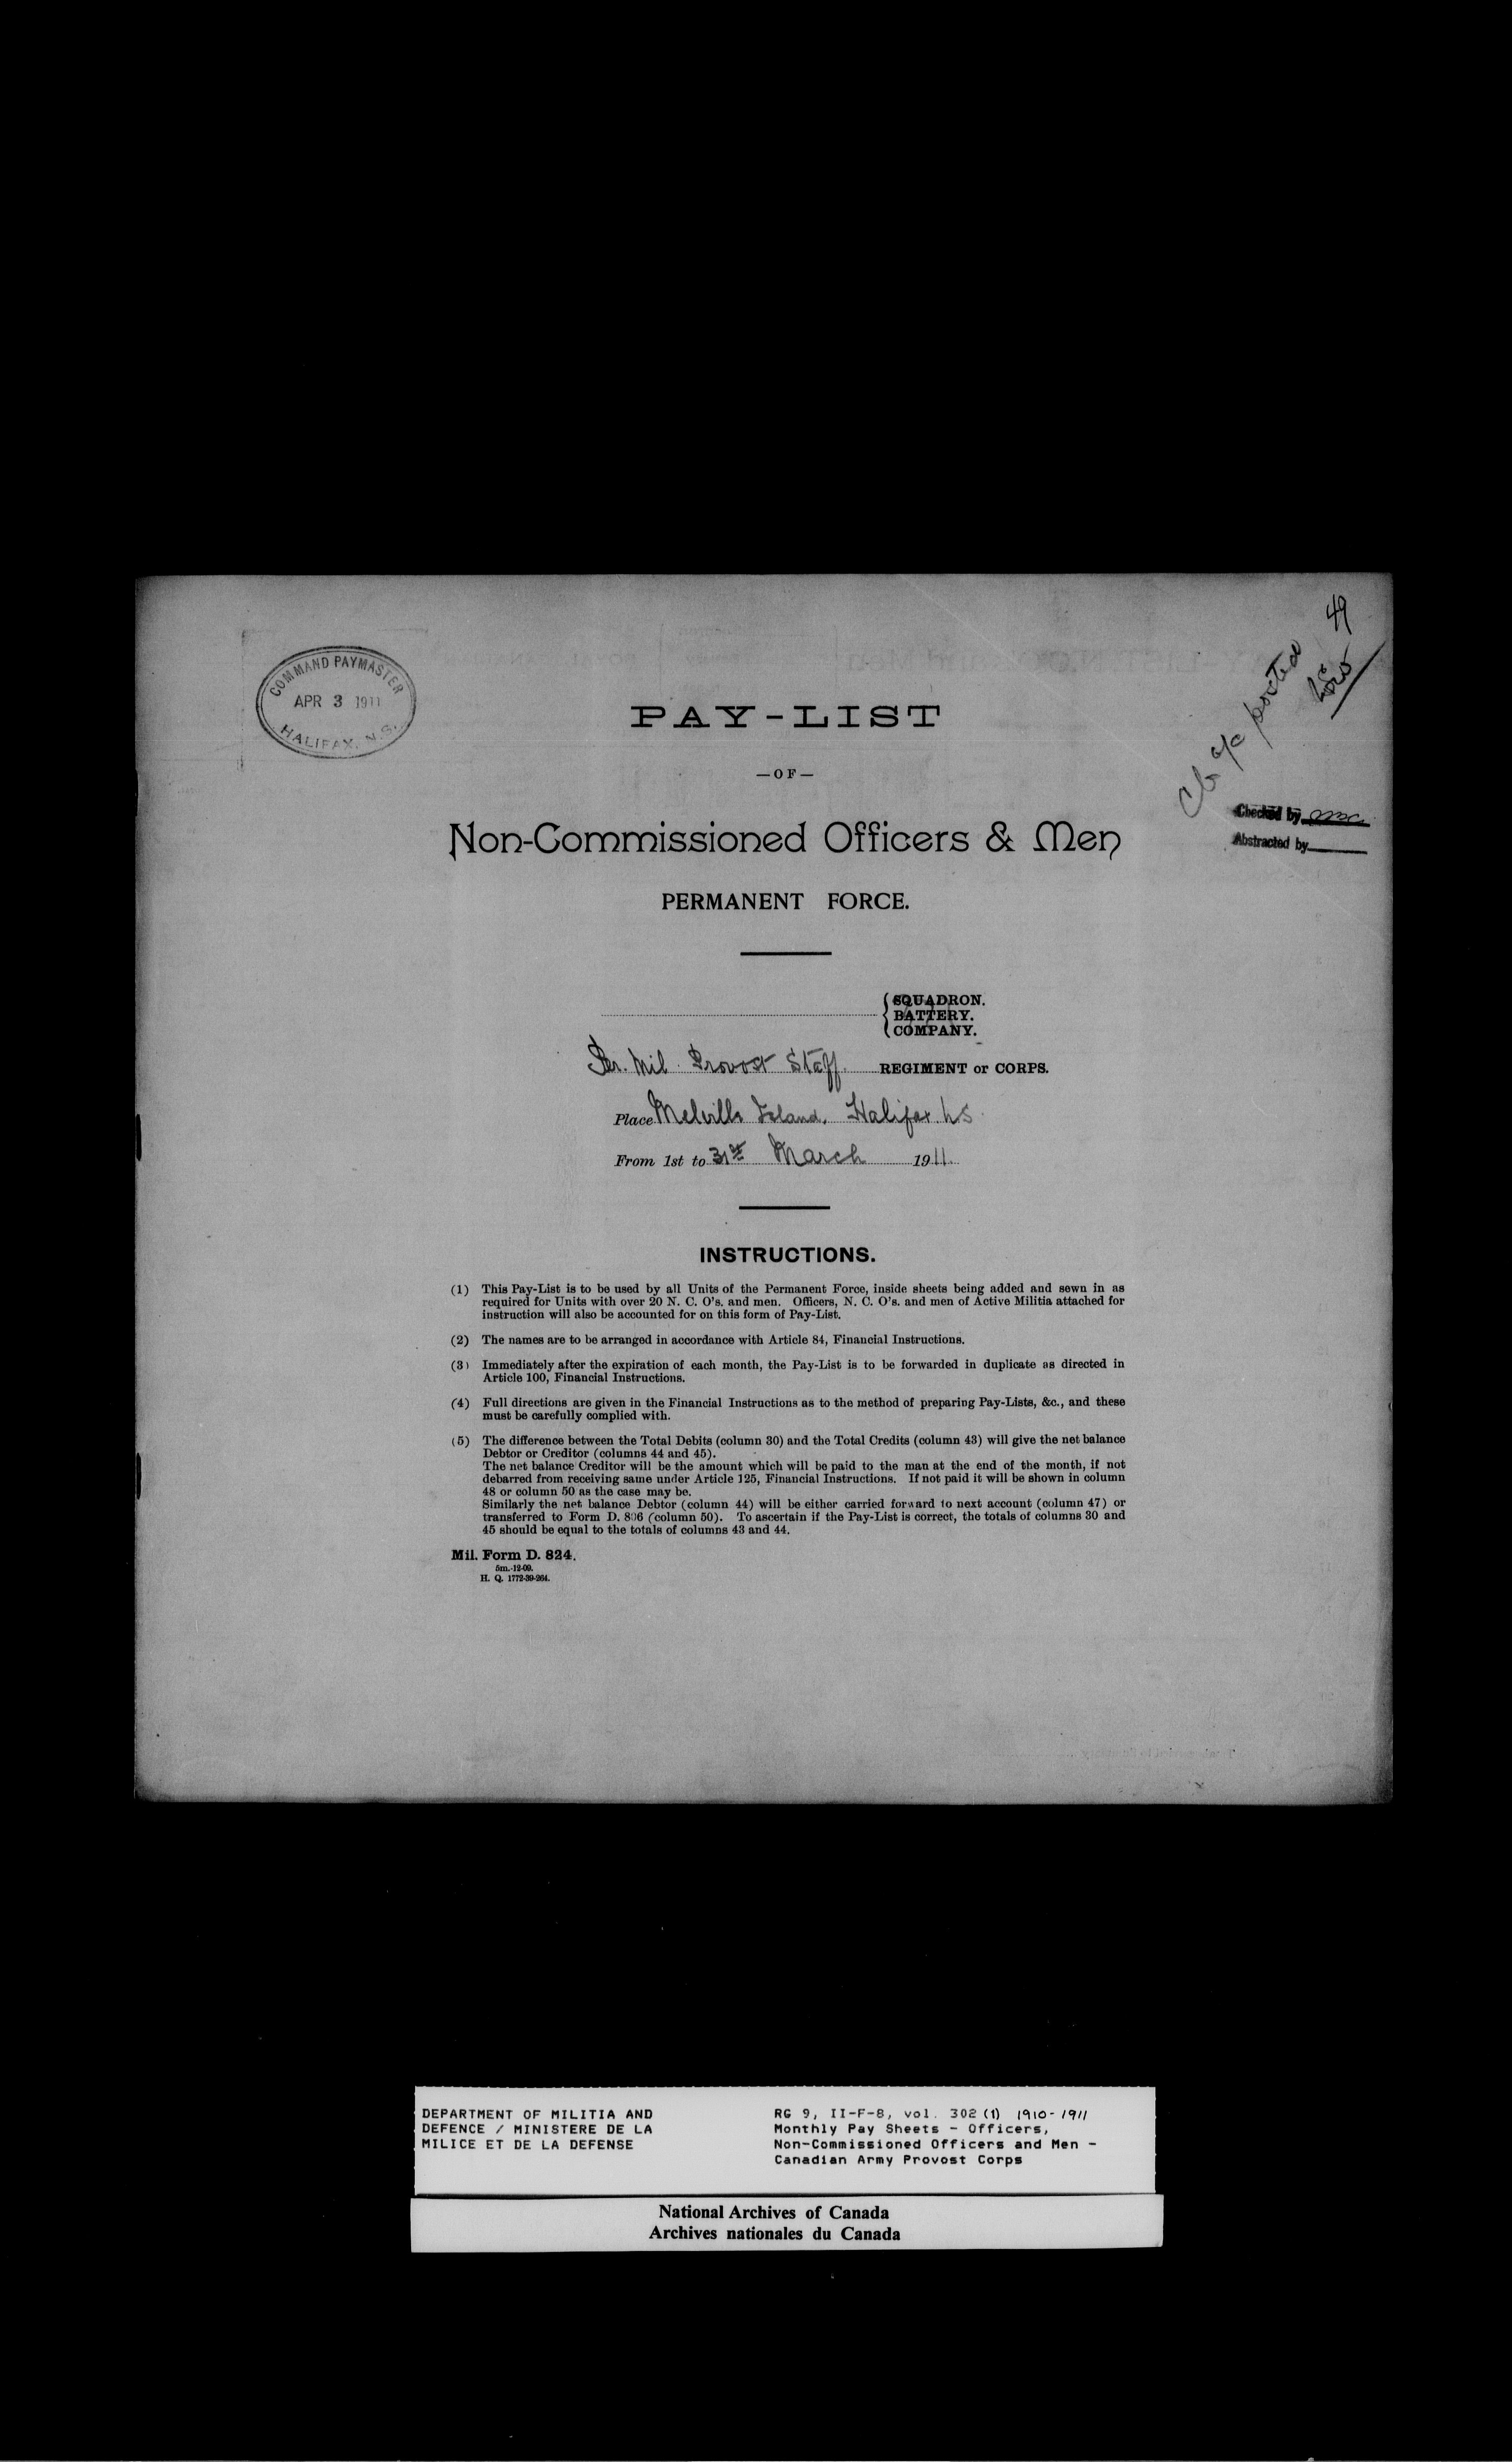 COMMAND PAYMASTER
APR 3 1911
HALIFAX, N.S.
49
c/o posted
Checked by
Abstracted by
PAY-LIST
—OF—
Non-Commissioned Officers & Men
PERMANENT FORCE.
SQUADRON.
BATTERY.
COMPANY.
Mil. Provost Staff. REGIMENT or CORPS.
Place Melville Island, Halifax. N.S.
From 1st to 31st March 1911.
INSTRUCTIONS.
(1) This Pay-List is to be used by all Units of the Permanent Force, inside sheets being added and sewn in as
required for Units with over 20 N. C. O's. and men. Officers, N. C. O's. and men of Active Militia attached for
instruction will also be accounted for on this form of Pay-List.
(2) The names are to be arranged in accordance with Article 84, Financial Instructions.
(3) Immediately after the expiration of each month, the Pay-List is to be forwarded in duplicate as directed in
Article 100, Financial Instructions.
(4) Full directions are given in the Financial Instructions as to the method of preparing Pay-Lists, &c., and these
must be carefully complied with.
(5) The difference between the Total Debits (column 30) and the Total Credits (column 43) will give the net balance
Debtor or Creditor (columns 44 and 45).
The net balance Creditor will be the amount which will be paid to the man at the end of the month, if not
debarred from receiving same under Article 125, Financial Instructions. If not paid it will be shown in column
48 or column 50 as the case may be.
Similarly the net balance Debtor (column 44) will be either carried forward to next account (column 47) or
transferred to Form D. 806 (column 50). To ascertain if the Pay-List is correct, the totals of columns 30 and
45 should be equal to the totals of columns 43 and 44.
Mil. Form D. 824.
5m.-12-09.
H. Q. 1772-39-264.
DEPARTMENT OF MILITIA AND
DEFENCE / MINISTERE DE LA
MILICE ET DE LA DEFENSE
RG 9, II-F-8, vol. 302 (1) 1910-1911
Monthly Pay Sheets - Officers,
Non-Commissioned Officers and Men -
Canadian Army Provost Corps
National Archives of Canada
Archives nationales du Canada